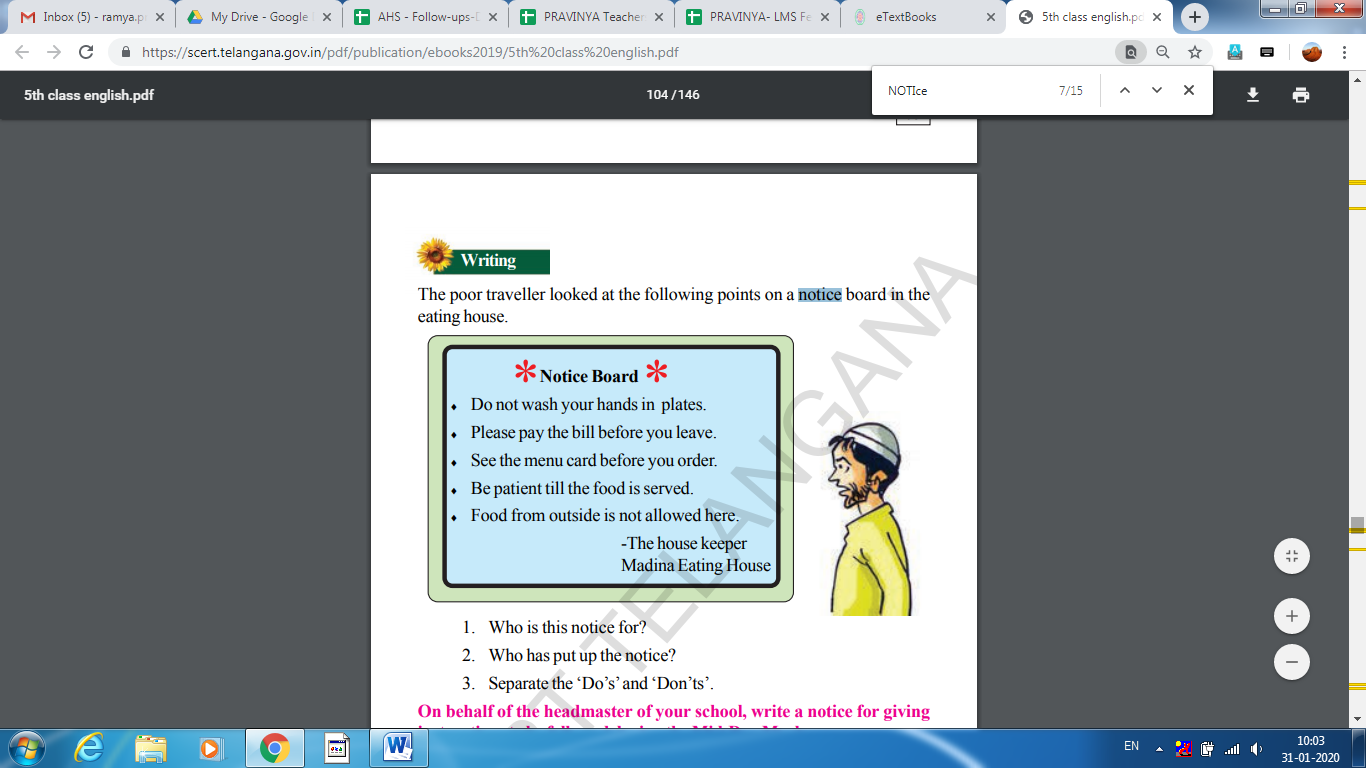 Inbox (5) - ramya.p
My Drive - Google
AHS - Follow-ups-D
PRAVINYA Teacher
PRAVINYA- LMS Fe
eTextBooks
5th class english.pd
https://scert.telangana.gov.in/pdf/publication/ebooks2019/5th%20class%20english.pdf
NOTIce 7/15
5th class english.pdf
104 / 146
Writing
The poor traveller looked at the following points on a notice board in the
eating house.
* Notice Board *
⬧ Do not wash your hands in plates.
⬧ Please pay the bill before you leave.
⬧ See the menu card before you order.
⬧ Be patient till the food is served.
⬧ Food from outside is not allowed here.
-The house keeper
Madina Eating House
1. Who is this notice for?
2. Who has put up the notice?
3. Separate the ‘Do’s’ and ‘Don’ts’.
On behalf of the headmaster of your school, write a notice for giving
TELANGANA
EN
10:03
31-01-2020